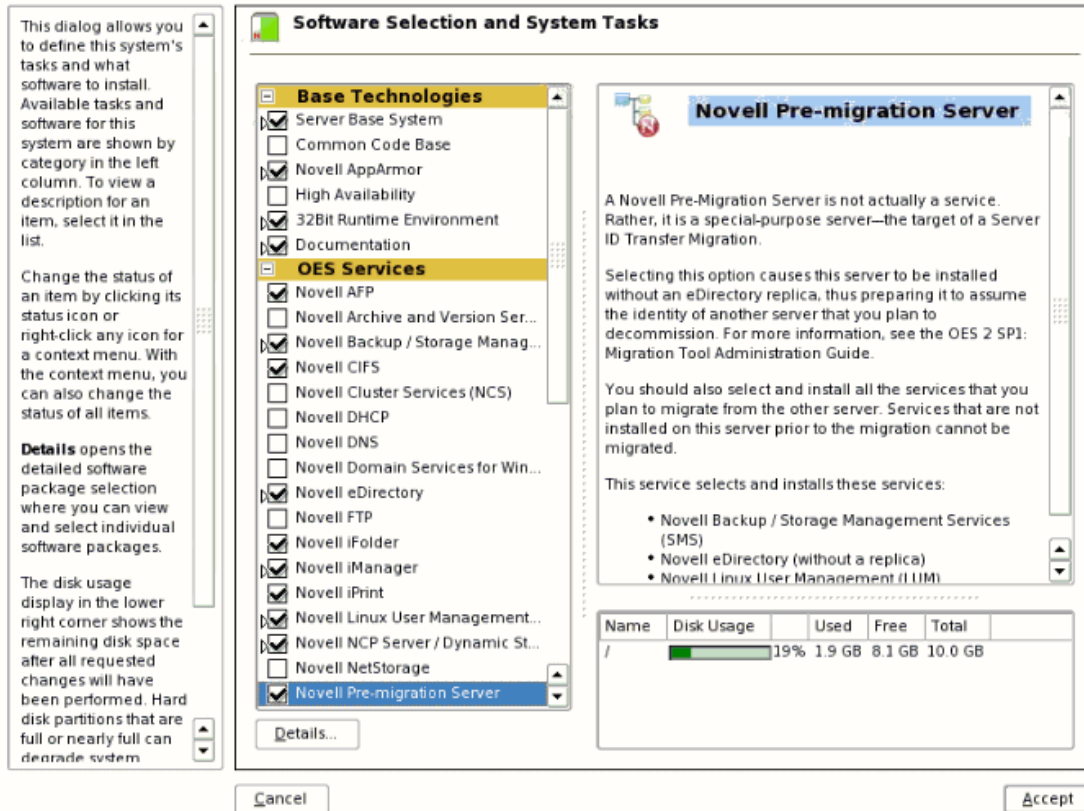 This dialog allows you
to define this system's
tasks and what
software to install.
Available tasks and
software for this
system are shown by
category in the left
column. To view a
description for an
item, select it in the
list.
Change the status of
an item by clicking its
status icon or
right-click any icon for
a context menu. With
the context menu, you
can also change the
status of all items.
Details opens the
detailed software
package selection
where you can view
and select individual
software packages.
The disk usage
display in the lower
right corner shows the
remaining disk space
after all requested
changes will have
been performed. Hard
disk partitions that are
full or nearly full can
degrade system
Software Selection and System Tasks
Base Technologies
Server Base System
Common Code Base
Novell AppArmor
High Availability
32Bit Runtime Environment
Documentation
OES Services
Novell AFP
Novell Archive and Version Ser...
Novell Backup / Storage Manag...
Novell CIFS
Novell Cluster Services (NCS)
Novell DHCP
Novell DNS
Novell Domain Services for Win...
Novell eDirectory
Novell FTP
Novell iFolder
Novell iManager
Novell iPrint
Novell Linux User Management...
Novell NCP Server / Dynamic St...
Novell NetStorage
Novell Pre-migration Server
Details...
N
Novell Pre-migration Server
A Novell Pre-Migration Server is not actually a service.
Rather, it is a special-purpose server—the target of a Server
ID Transfer Migration.
Selecting this option causes this server to be installed
without an eDirectory replica, thus preparing it to assume
the identity of another server that you plan to
decommission. For more information, see the OES 2 SP1:
Migration Tool Administration Guide.
You should also select and install all the services that you
plan to migrate from the other server. Services that are not
installed on this server prior to the migration cannot be
migrated.
This service selects and installs these services:
• Novell Backup / Storage Management Services
(SMS)
• Novell eDirectory (without a replica)
• Novell Linux User Management (LUM)
Name Disk Usage Used Free Total
/ 19% 1.9 GB 8.1 GB 10.0 GB
Cancel
Accept